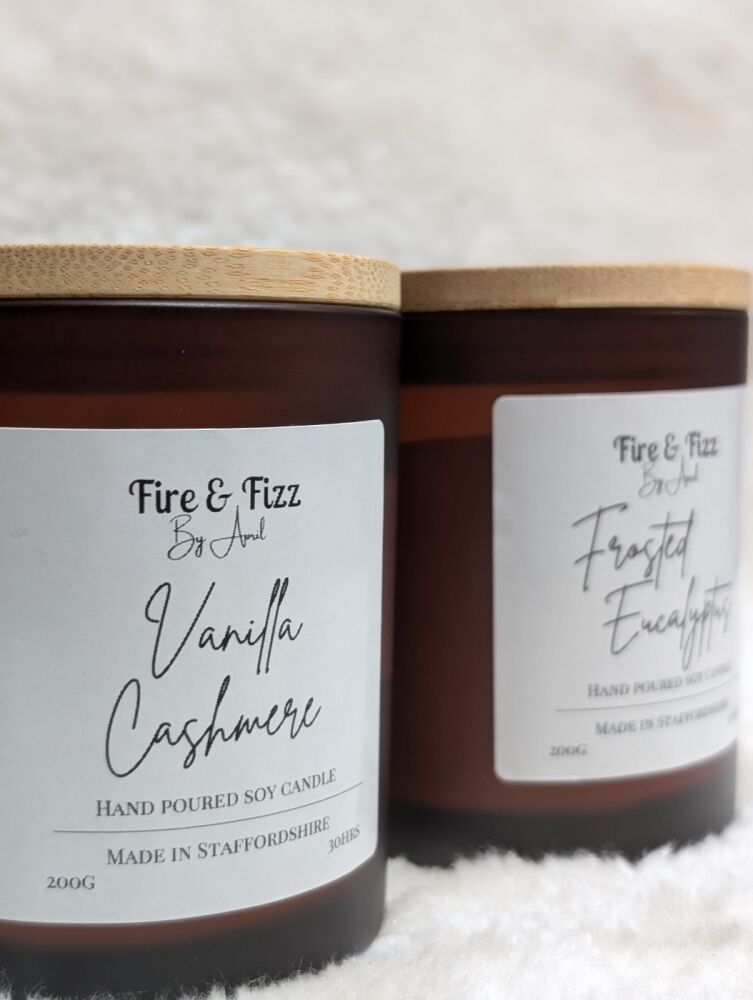 Fire & Fizz
By April
Vanilla
Cashmere
HAND POURED SOY CANDLE
MADE IN STAFFORDSHIRE
200G
30HRS
Fire & Fizz
By April
Frosted
Eucalyptus
HAND POURED SOY CANDLE
MADE IN STAFFORDSHIRE
200G